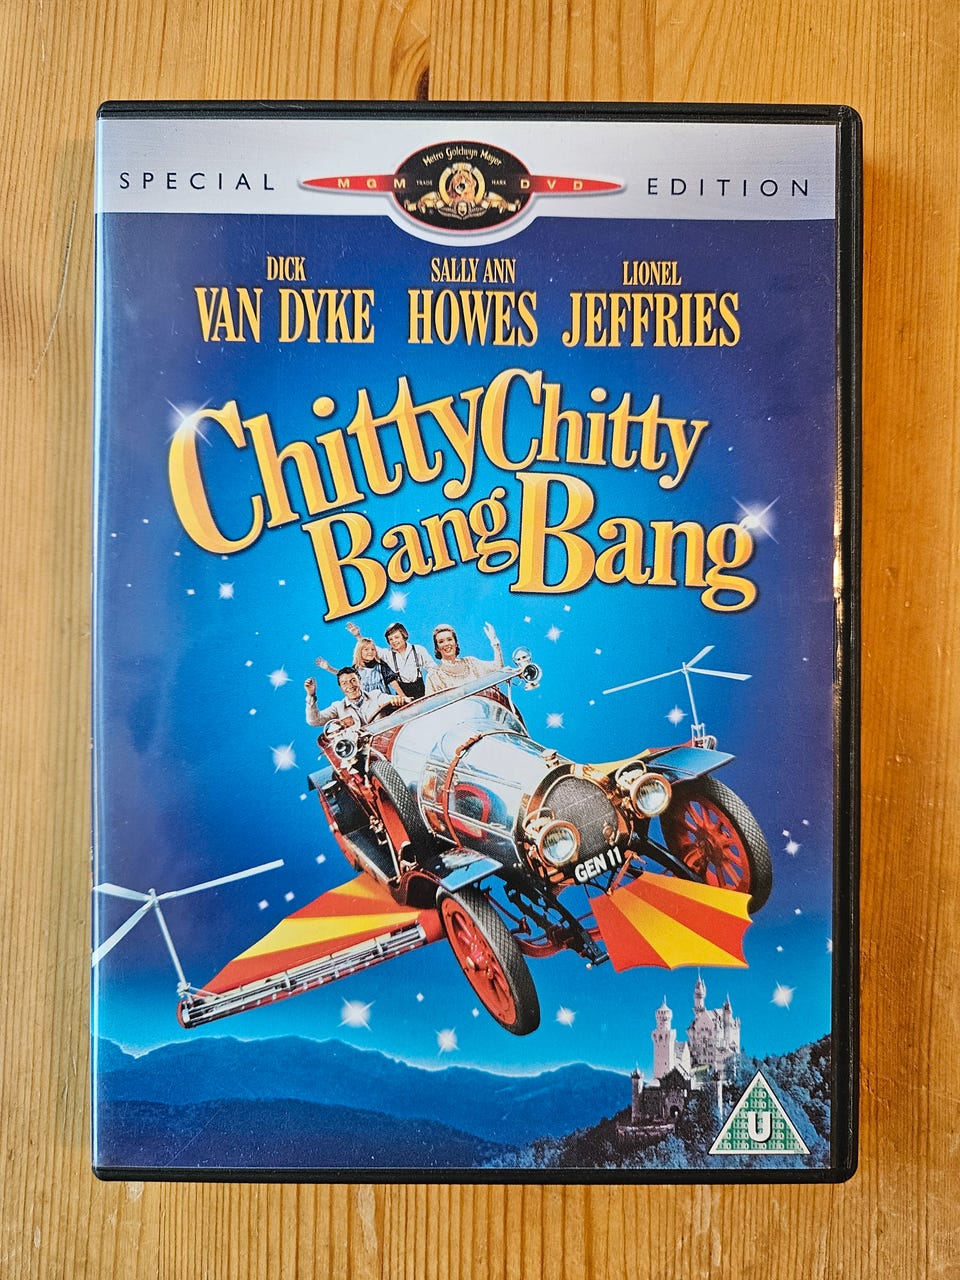 SPECIAL
Metro Goldwyn Mayer
MGM TRADE MARK DVD
EDITION
DICK
VAN DYKE
SALLY ANN
HOWES
LIONEL
JEFFRIES
Chitty Chitty
Bang Bang
GEN 11
U